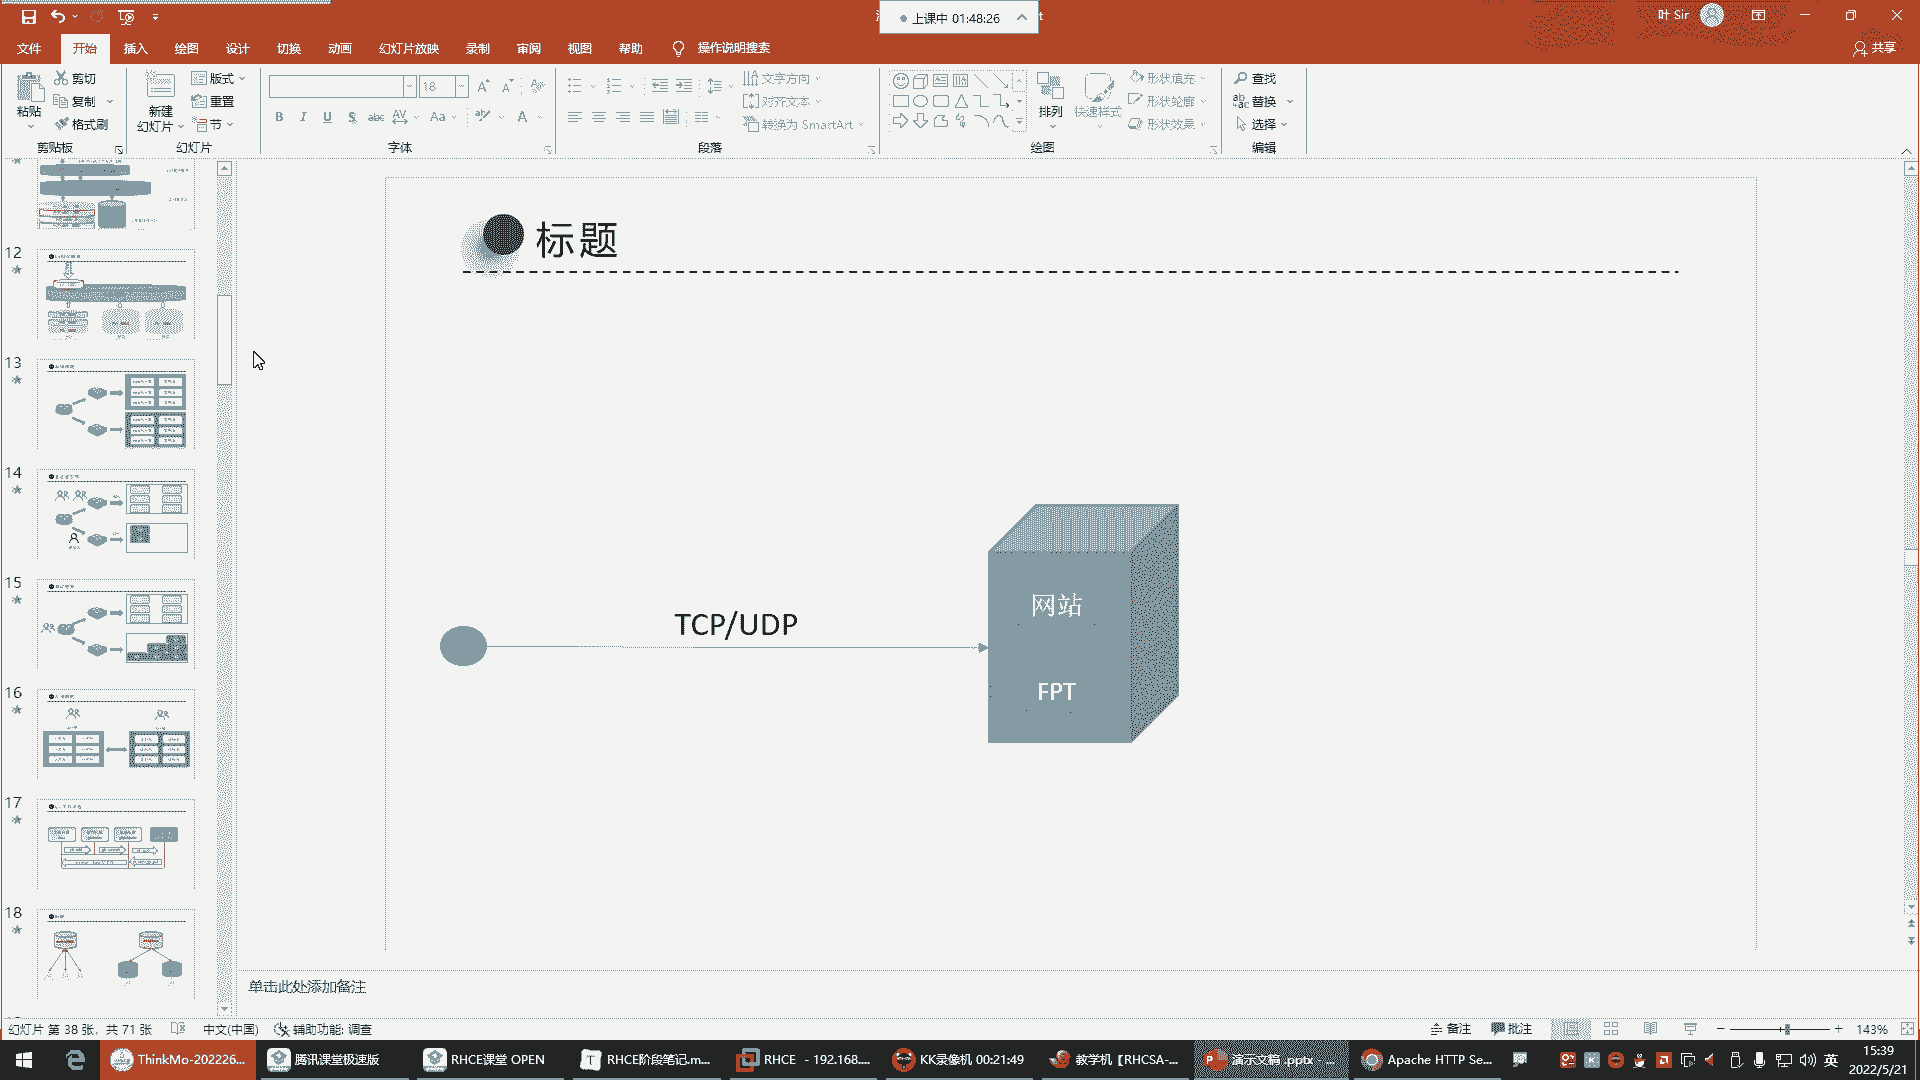 上课中 01:48:26
叶 Sir
文件 开始 插入 绘图 设计 切换 动画 幻灯片放映 录制 审阅 视图 帮助 操作说明搜索 共享
粘贴 剪切 复制 格式刷 剪贴板
新建 幻灯片 版式 重置 节 幻灯片
18
B I U S abc AV Aa A
字体
文字方向
对齐文本
转换为 SmartArt
段落
排列 快速样式 形状填充 形状轮廓 形状效果
绘图
查找
替换
选择
编辑
12
13
14
15
16
17
18
标题
TCP/UDP
网站
FPT
单击此处添加备注
幻灯片 第 38 张，共 71 张 中文(中国) 辅助功能: 调查 备注 批注 143%
ThinkMo-202226... 腾讯课堂极速版 RHCE课堂 OPEN RHCE阶段笔记.m... RHCE - 192.168.... KK录像机 00:21:49 教学机【RHCSA-... 演示文稿 .pptx - ... Apache HTTP Se... 英
15:39
2022/5/21